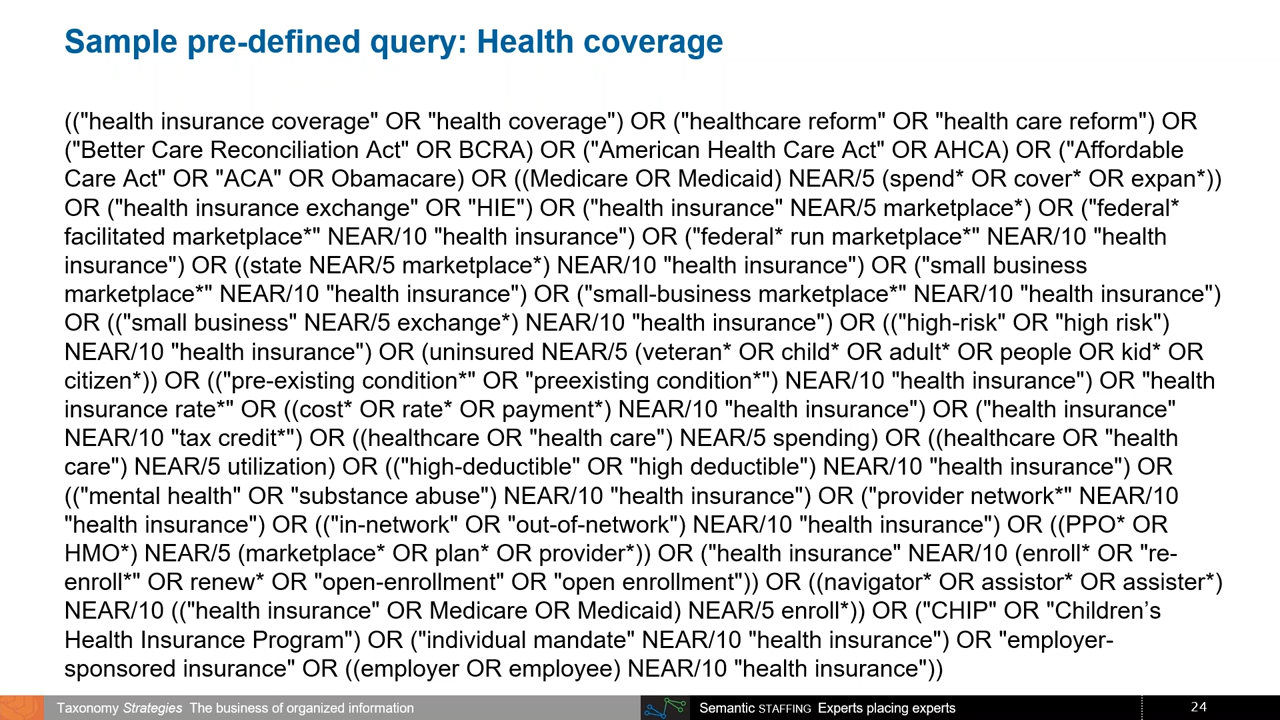 Sample pre-defined query: Health coverage
(("health insurance coverage" OR "health coverage") OR ("healthcare reform" OR "health care reform") OR
("Better Care Reconciliation Act" OR BCRA) OR ("American Health Care Act" OR AHCA) OR ("Affordable
Care Act" OR "ACA" OR Obamacare) OR ((Medicare OR Medicaid) NEAR/5 (spend* OR cover* OR expan*))
OR ("health insurance exchange" OR "HIE") OR ("health insurance" NEAR/5 marketplace*) OR ("federal*
facilitated marketplace*" NEAR/10 "health insurance") OR ("federal* run marketplace*" NEAR/10 "health
insurance") OR ((state NEAR/5 marketplace*) NEAR/10 "health insurance") OR ("small business
marketplace*" NEAR/10 "health insurance") OR ("small-business marketplace*" NEAR/10 "health insurance")
OR (("small business" NEAR/5 exchange*) NEAR/10 "health insurance") OR (("high-risk" OR "high risk")
NEAR/10 "health insurance") OR (uninsured NEAR/5 (veteran* OR child* OR adult* OR people OR kid* OR
citizen*)) OR (("pre-existing condition*" OR "preexisting condition*") NEAR/10 "health insurance") OR "health
insurance rate*" OR ((cost* OR rate* OR payment*) NEAR/10 "health insurance") OR ("health insurance"
NEAR/10 "tax credit*") OR ((healthcare OR "health care") NEAR/5 spending) OR ((healthcare OR "health
care") NEAR/5 utilization) OR (("high-deductible" OR "high deductible") NEAR/10 "health insurance") OR
(("mental health" OR "substance abuse") NEAR/10 "health insurance") OR ("provider network*" NEAR/10
"health insurance") OR (("in-network" OR "out-of-network") NEAR/10 "health insurance") OR ((PPO* OR
HMO*) NEAR/5 (marketplace* OR plan* OR provider*)) OR ("health insurance" NEAR/10 (enroll* OR "re-
enroll*" OR renew* OR "open-enrollment" OR "open enrollment")) OR ((navigator* OR assistor* OR assister*)
NEAR/10 (("health insurance" OR Medicare OR Medicaid) NEAR/5 enroll*)) OR ("CHIP" OR "Children’s
Health Insurance Program") OR ("individual mandate" NEAR/10 "health insurance") OR "employer-
sponsored insurance" OR ((employer OR employee) NEAR/10 "health insurance"))
Taxonomy Strategies The business of organized information
Semantic STAFFING Experts placing experts
24